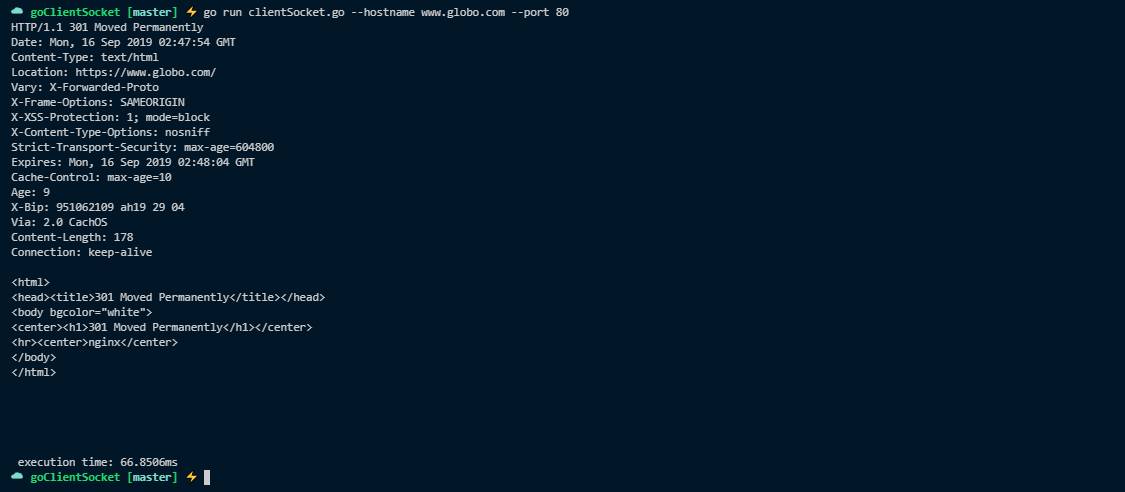 goClientSocket [master] ⚡ go run clientSocket.go --hostname www.globo.com --port 80
HTTP/1.1 301 Moved Permanently
Date: Mon, 16 Sep 2019 02:47:54 GMT
Content-Type: text/html
Location: https://www.globo.com/
Vary: X-Forwarded-Proto
X-Frame-Options: SAMEORIGIN
X-XSS-Protection: 1; mode=block
X-Content-Type-Options: nosniff
Strict-Transport-Security: max-age=604800
Expires: Mon, 16 Sep 2019 02:48:04 GMT
Cache-Control: max-age=10
Age: 9
X-Bip: 951062109 ah19 29 04
Via: 2.0 CachOS
Content-Length: 178
Connection: keep-alive
<html>
<head><title>301 Moved Permanently</title></head>
<body bgcolor="white">
<center><h1>301 Moved Permanently</h1></center>
<hr><center>nginx</center>
</body>
</html>
execution time: 66.8506ms
goClientSocket [master] ⚡